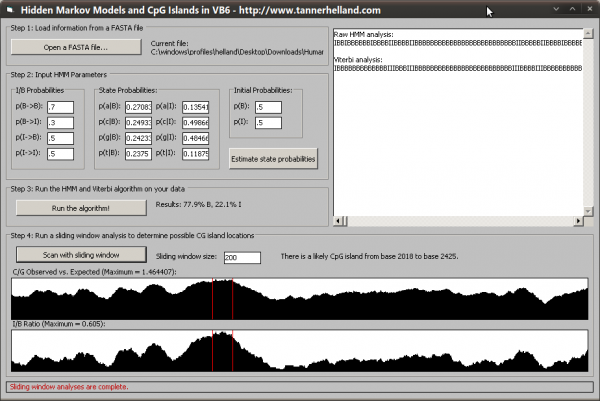 Hidden Markov Models and CpG Islands in VB6 - http://www.tannerhelland.com
Step 1: Load information from a FASTA file
Open a FASTA file...
Current file:
C:\windows\profiles\helland\Desktop\Downloads\Humar
Step 2: Input HMM Parameters
I/B Probabilities
State Probabilities:
Initial Probabilities:
p(B->B): .7
p(a|B): 0.27083
p(a|I): 0.13541
p(B): .5
p(B->I): .3
p(c|B): 0.24933
p(c|I): 0.49866
p(I): .5
p(I->B): .5
p(g|B): 0.24233
p(g|I): 0.48466
p(I->I): .5
p(t|B): 0.2375
p(t|I): 0.11875
Estimate state probabilities
Step 3: Run the HMM and Viterbi algorithm on your data
Run the algorithm!
Results: 77.9% B, 22.1% I
Raw HMM analysis:
Viterbi analysis:
Step 4: Run a sliding window analysis to determine possible CG island locations
Scan with sliding window
Sliding window size: 200
There is a likely CpG island from base 2018 to base 2425.
C/G Observed vs. Expected (Maximum = 1.464407):
I/B Ratio (Maximum = 0.605):
Sliding window analyses are complete.